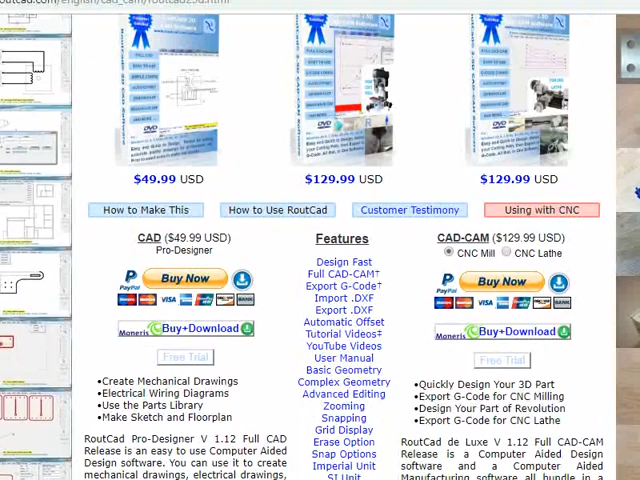 $49.99 USD
$129.99 USD
$129.99 USD
How to Make This
How to Use RoutCad
Customer Testimony
Using with CNC
CAD ($49.99 USD)
Pro-Designer
PayPal
Buy Now
VISA
BANK
Moneris
Buy+Download
Free Trial
•Create Mechanical Drawings
•Electrical Wiring Diagrams
•Use the Parts Library
•Make Sketch and Floorplan
RoutCad Pro-Designer V 1.12 Full CAD
Release is an easy to use Computer Aided
Design software. You can use it to create
mechanical drawings, electrical drawings,
Features
Design Fast
Full CAD-CAM†
Export G-Code†
Import .DXF
Export .DXF
Automatic Offset
Tutorial Videos‡
YouTube Videos
User Manual
Basic Geometry
Complex Geometry
Advanced Editing
Zooming
Snapping
Grid Display
Erase Option
Snap Options
Imperial Unit
SI Unit
CAD-CAM ($129.99 USD)
CNC Mill CNC Lathe
PayPal
Buy Now
VISA
BANK
Moneris
Buy+Download
Free Trial
•Quickly Design Your 3D Part
•Export G-Code for CNC Milling
•Design Your Part of Revolution
•Export G-Code for CNC Lathe
RoutCad de Luxe V 1.12 Full CAD-CAM
Release is a Computer Aided Design
software and a Computer Aided
Manufacturing software all bundle in a